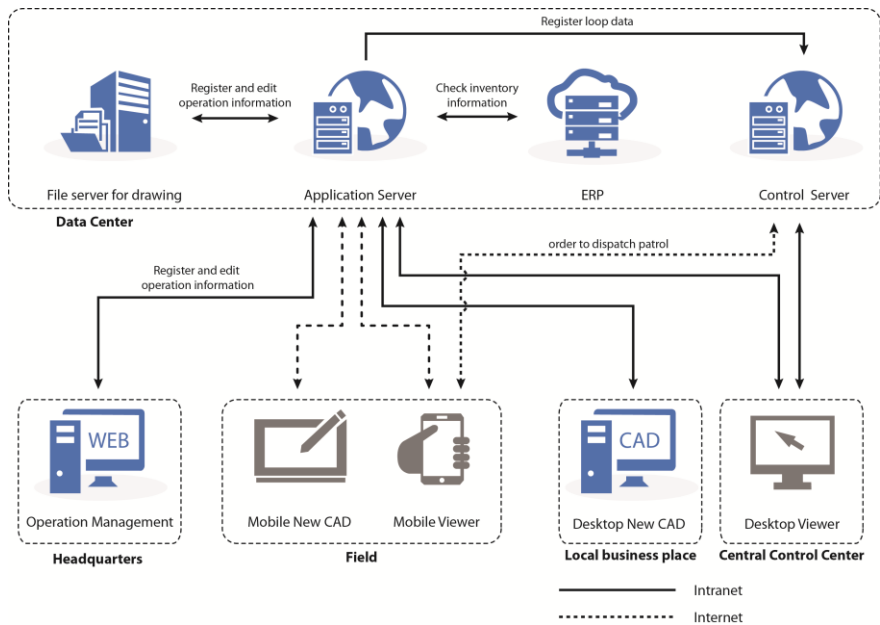 Register loop data
Register and edit
operation information
Check inventory
information
File server for drawing
Application Server
ERP
Control Server
Data Center
order to dispatch patrol
Register and edit
operation information
WEB
CAD
Operation Management
Mobile New CAD
Mobile Viewer
Desktop New CAD
Desktop Viewer
Headquarters
Field
Local business place
Central Control Center
Intranet
Internet